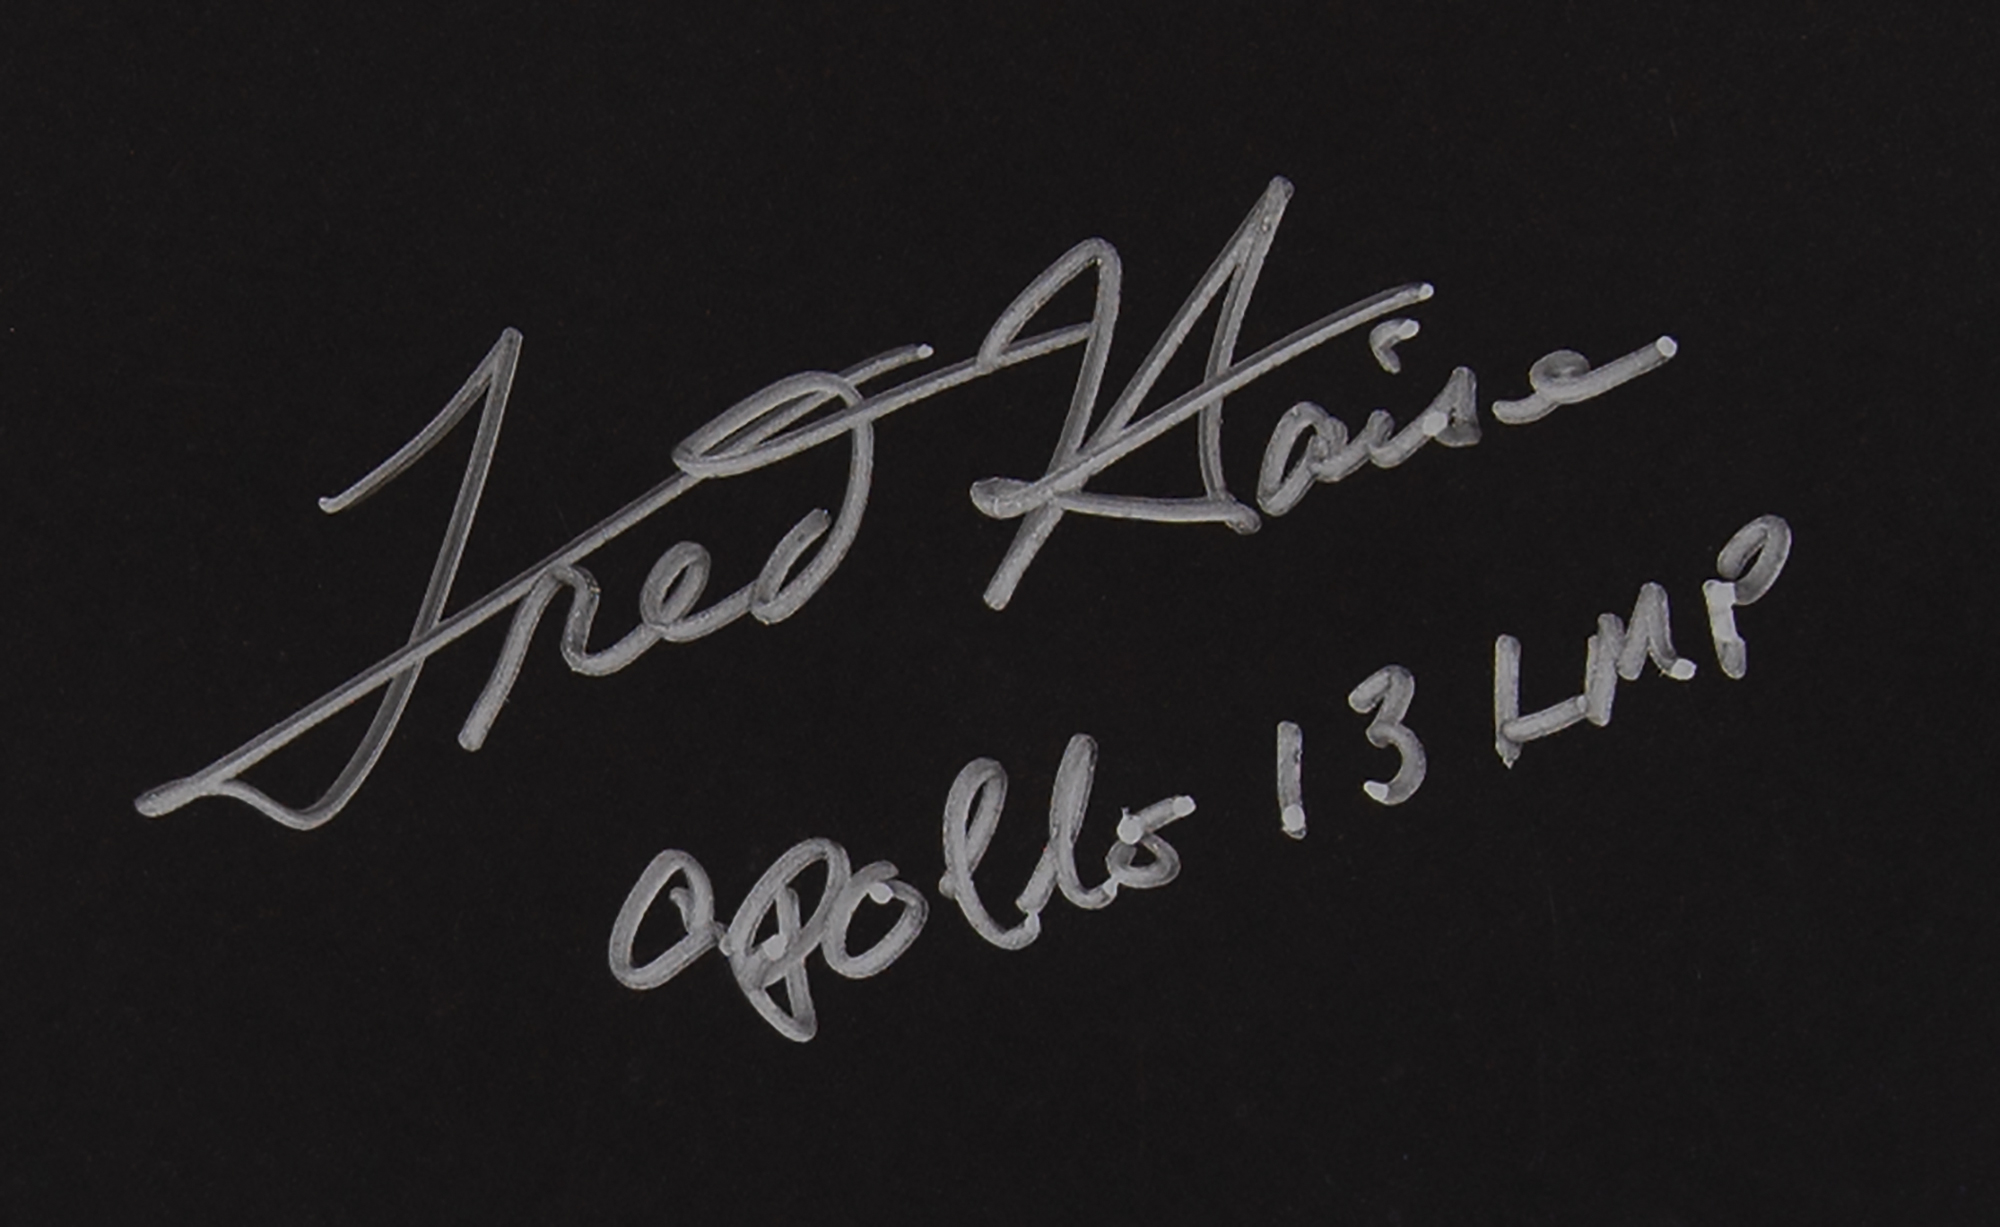 Fred Haise
Apollo 13 LMP